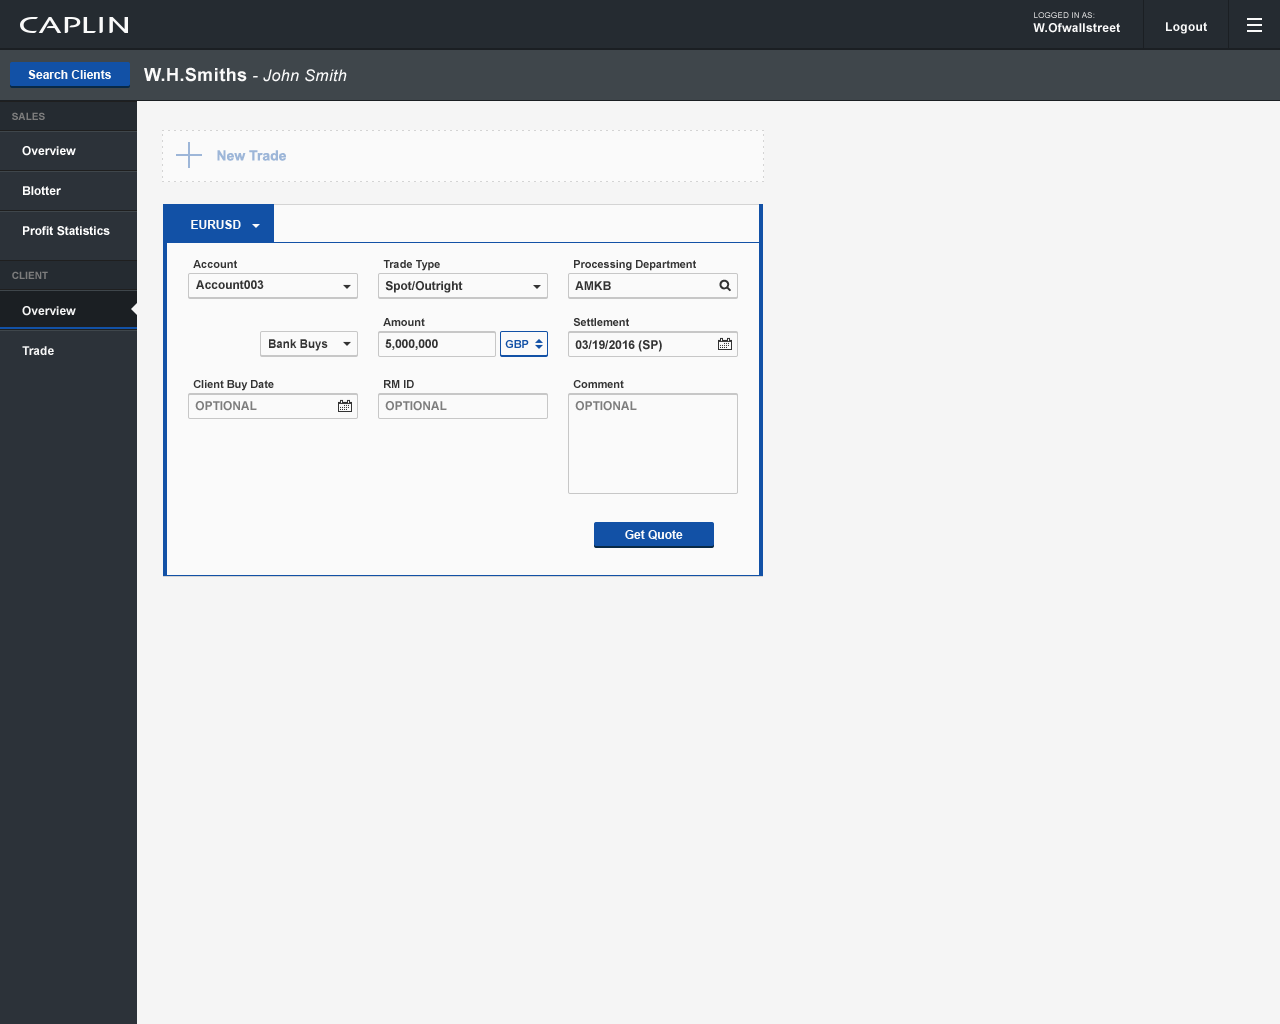 CAPLIN
LOGGED IN AS:
W.Ofwallstreet
Logout
Search Clients
W.H.Smiths - John Smith
SALES
Overview
Blotter
Profit Statistics
CLIENT
Overview
Trade
New Trade
EURUSD
Account
Trade Type
Processing Department
Account003
Spot/Outright
AMKB
Amount
Settlement
Bank Buys
5,000,000
GBP
03/19/2016 (SP)
Client Buy Date
RM ID
Comment
OPTIONAL
OPTIONAL
OPTIONAL
Get Quote